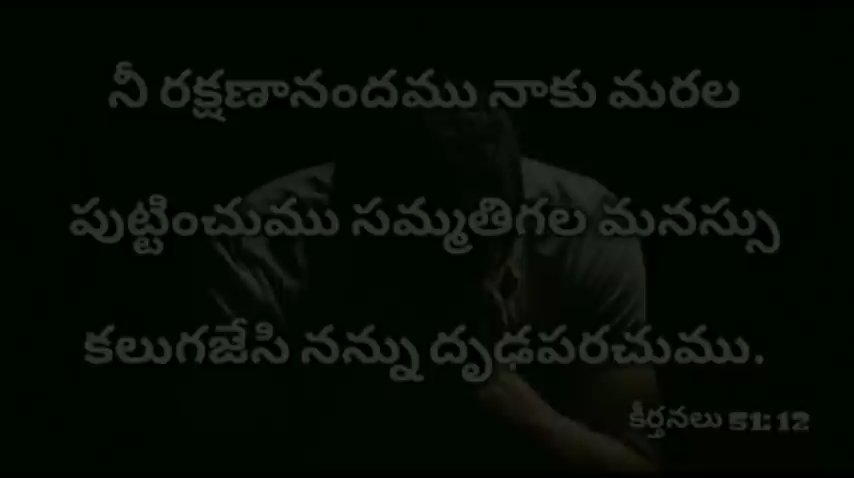 నీ రక్షణానందము నాకు మరల
పుట్టించుము సమ్మతిగల మనస్సు
కలుగజేసి నన్ను దృఢపరచుము.
కీర్తనలు 51: 12